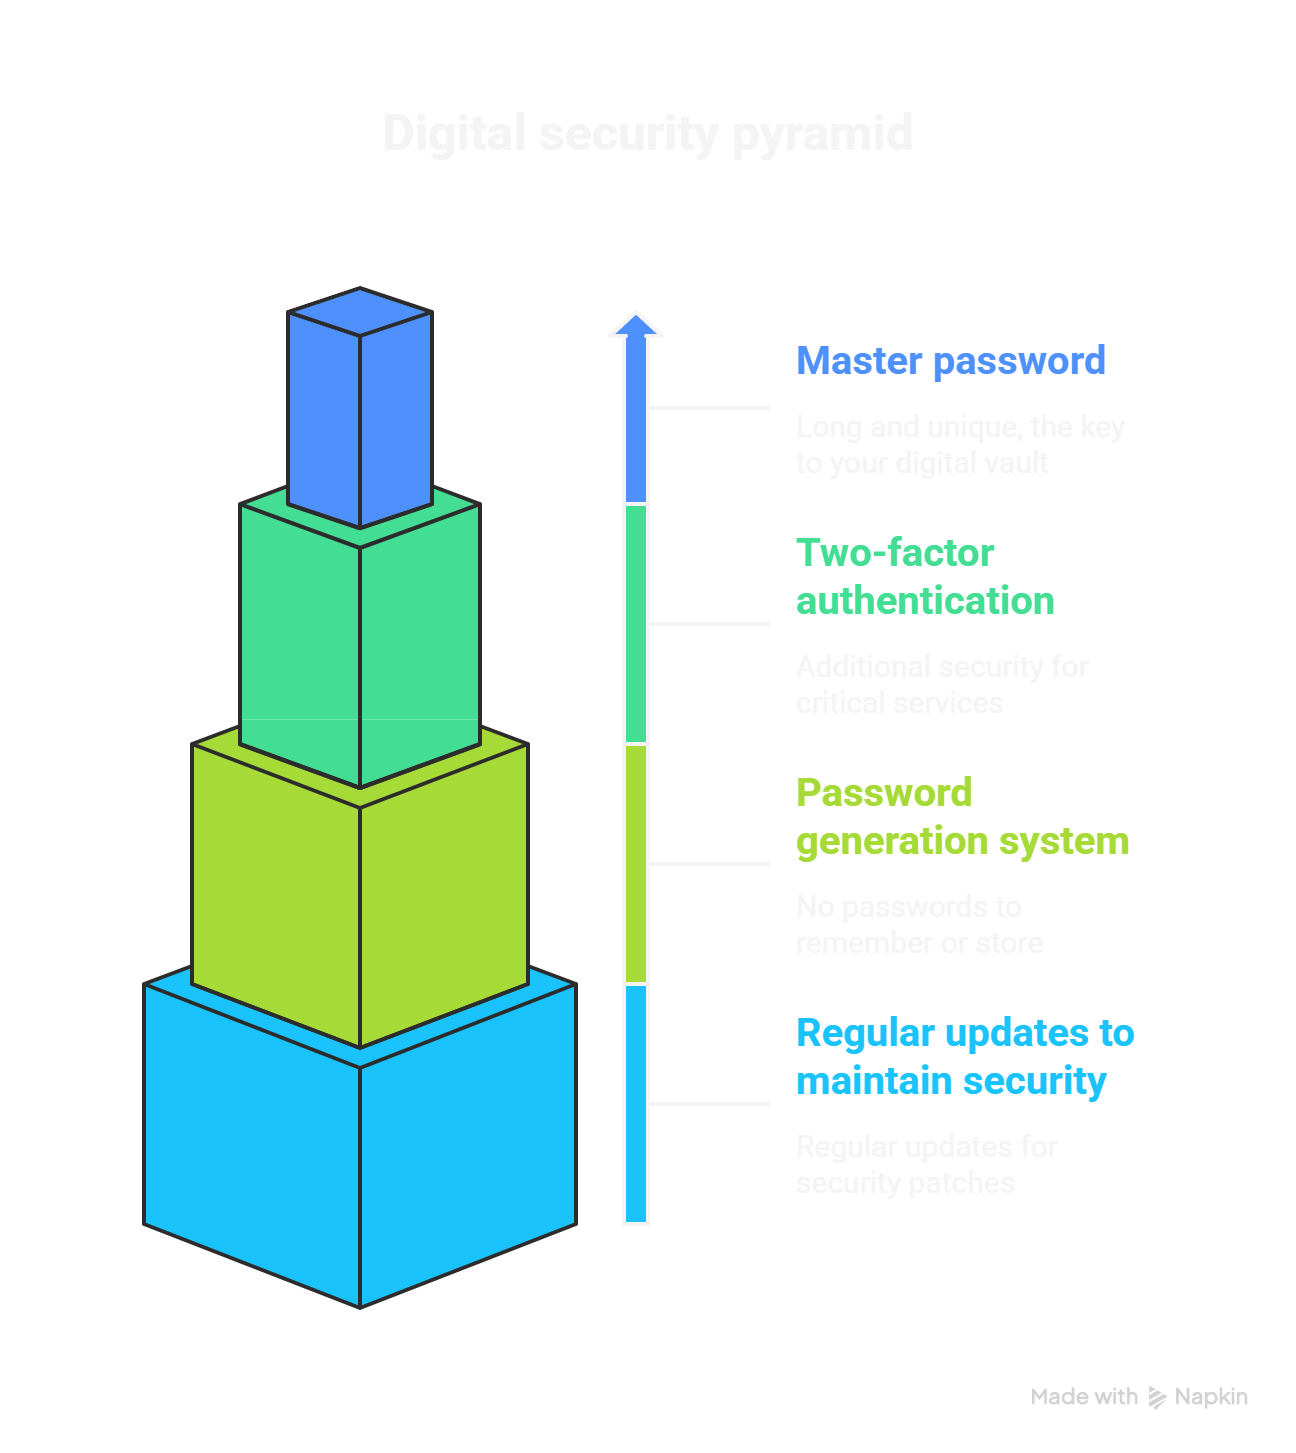 Digital security pyramid
Master password
Long and unique, the key
to your digital vault
Two-factor
authentication
Additional security for
critical services
Password
generation system
No passwords to
remember or store
Regular updates to
maintain security
Regular updates for
security patches
Made with Napkin